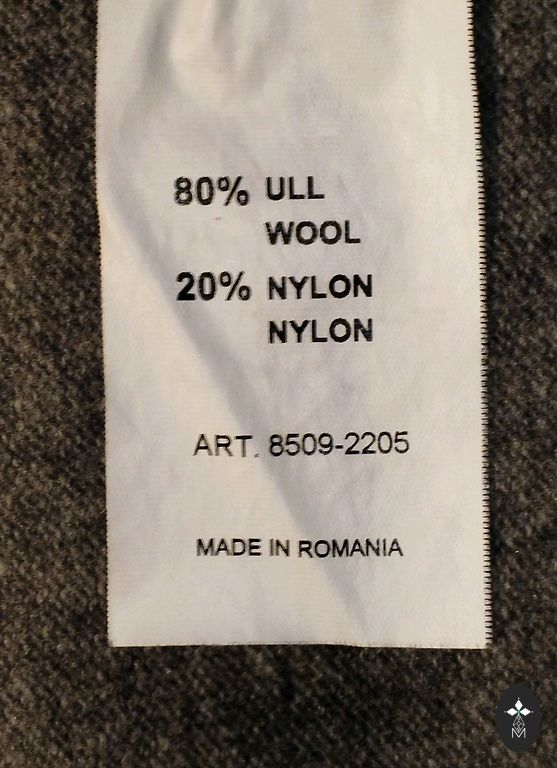 80% ULL
WOOL
20% NYLON
NYLON
ART. 8509-2205
MADE IN ROMANIA
M